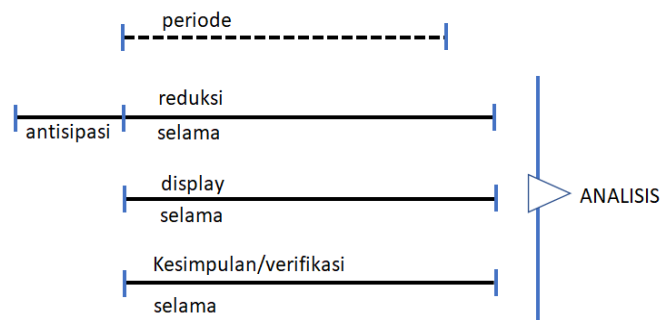 periode
reduksi
antisipasi
selama
display
selama
ANALISIS
Kesimpulan/verifikasi
selama